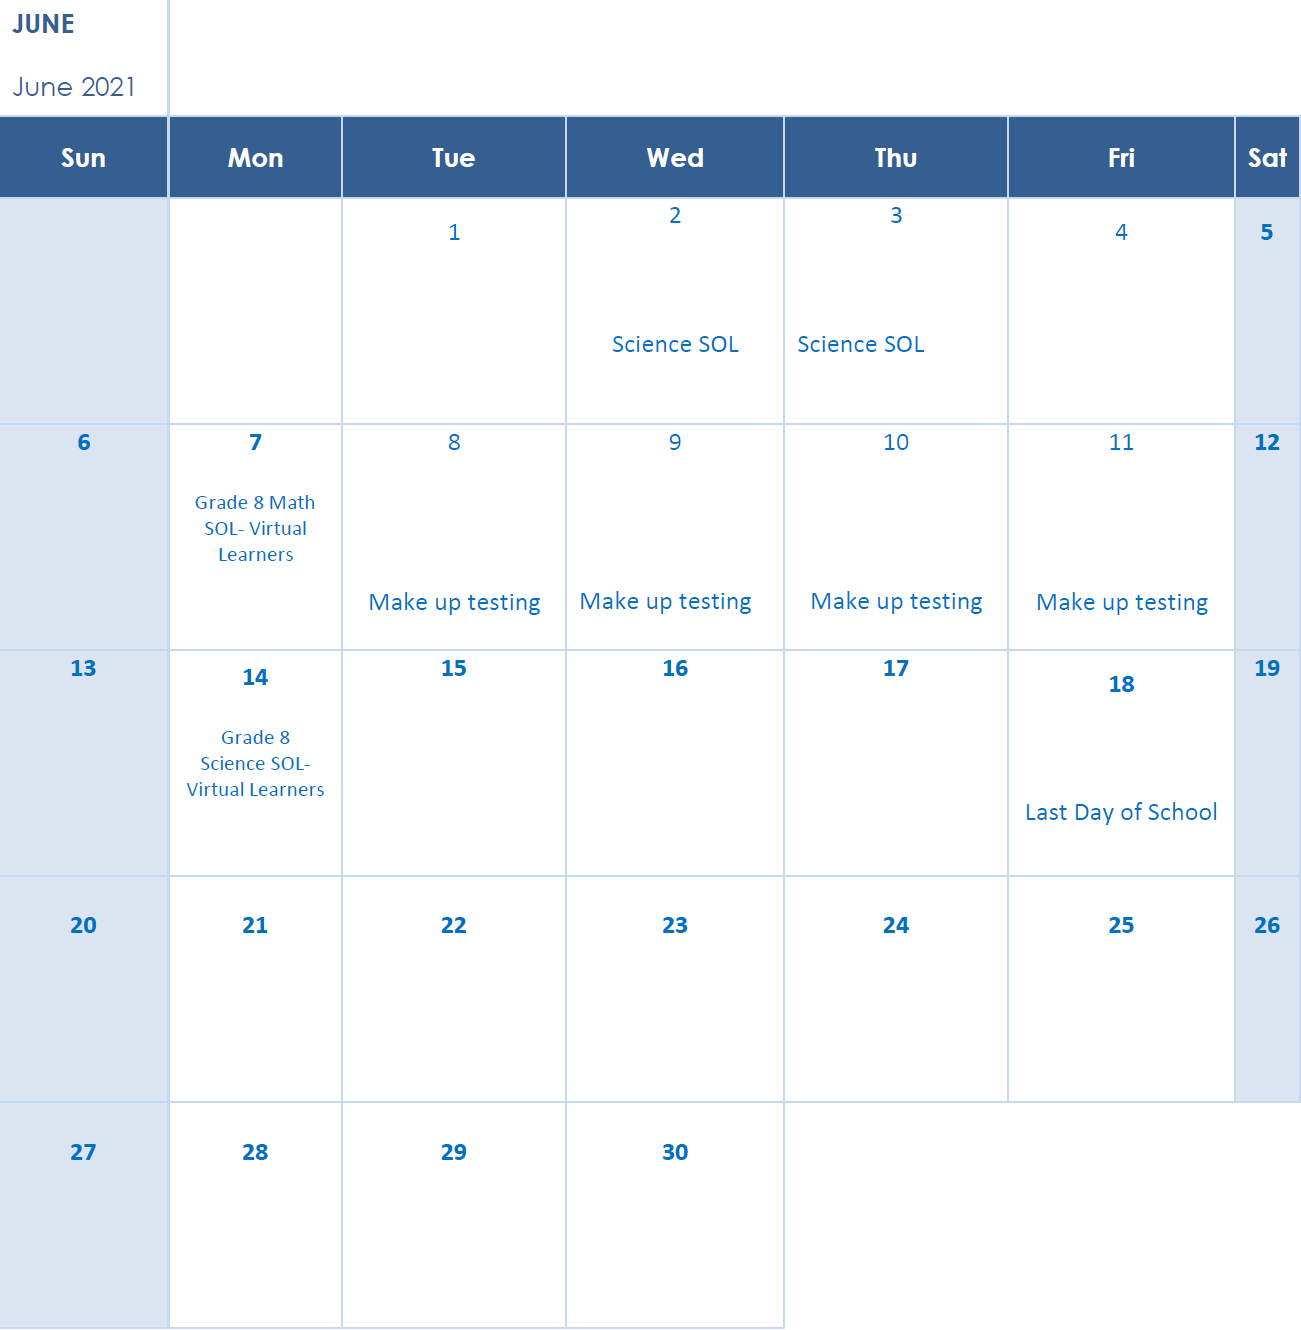 JUNE
June 2021
Sun Mon Tue Wed Thu Fri Sat
1 2 3 4 5
Science SOL Science SOL
6 7 8 9 10 11 12
Grade 8 Math
SOL- Virtual
Learners
Make up testing Make up testing Make up testing Make up testing
13 14 15 16 17 18 19
Grade 8
Science SOL-
Virtual Learners
Last Day of School
20 21 22 23 24 25 26
27 28 29 30